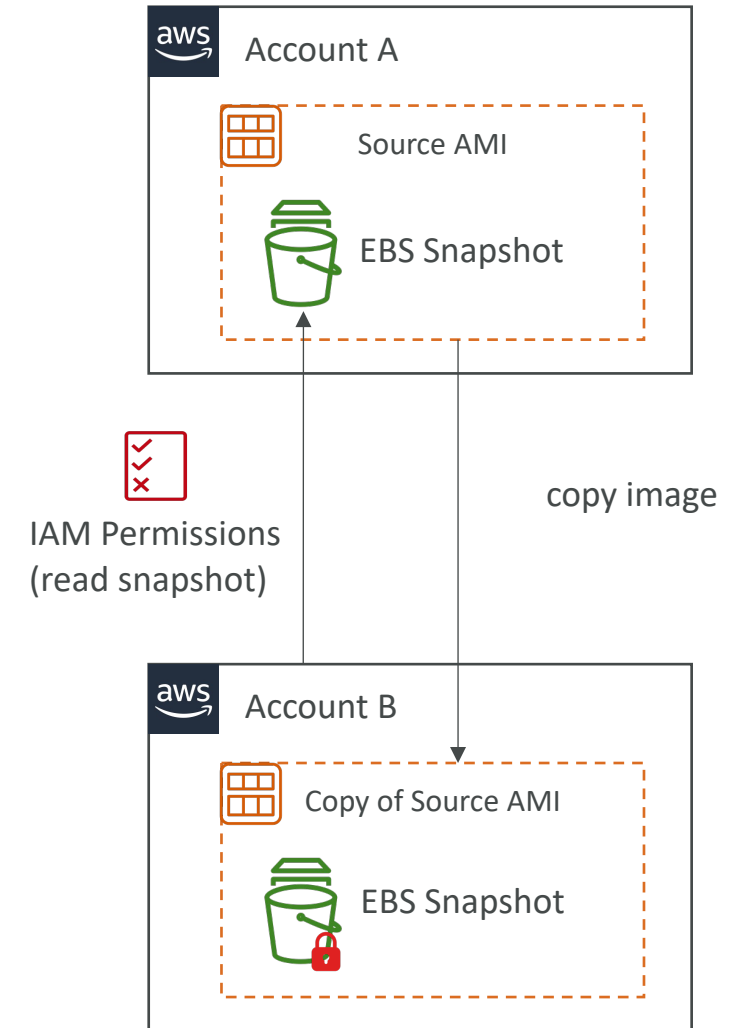 aws
Account A
Source AMI
EBS Snapshot
IAM Permissions
(read snapshot)
copy image
aws
Account B
Copy of Source AMI
EBS Snapshot